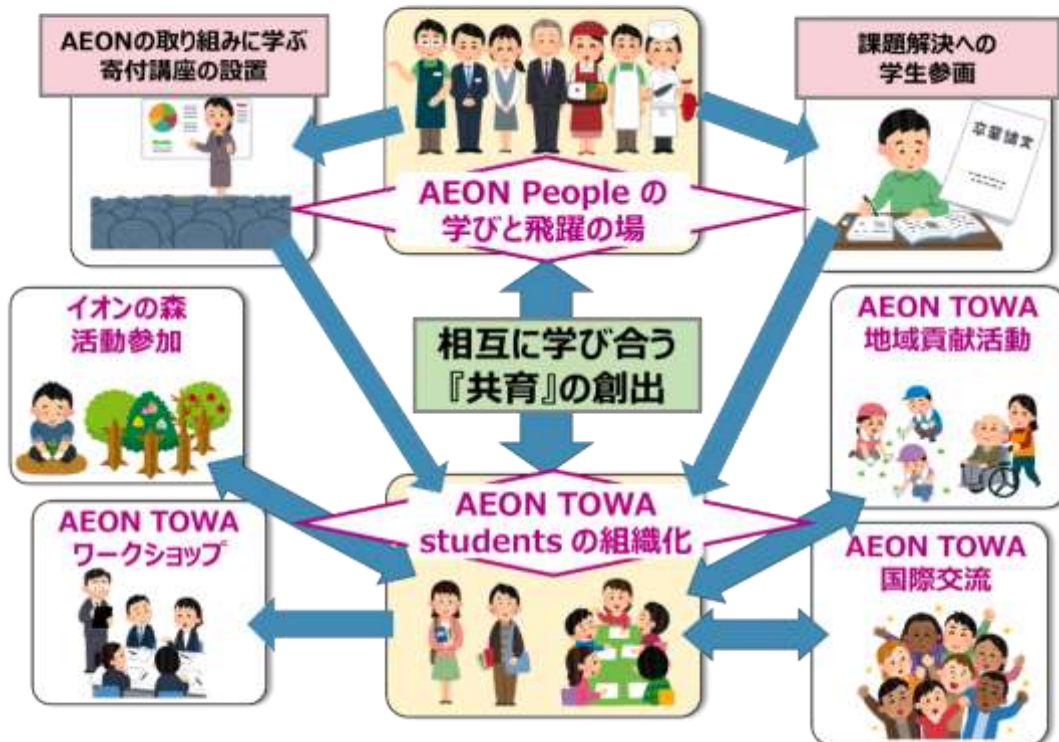 AEONの取り組みに学ぶ
寄付講座の設置
課題解決への
学生参画
卒業論文
AEON People の
学びと飛躍の場
イオンの森
活動参加
相互に学び合う
『共育』の創出
AEON TOWA
地域貢献活動
AEON TOWA
ワークショップ
AEON TOWA
students の組織化
AEON TOWA
国際交流